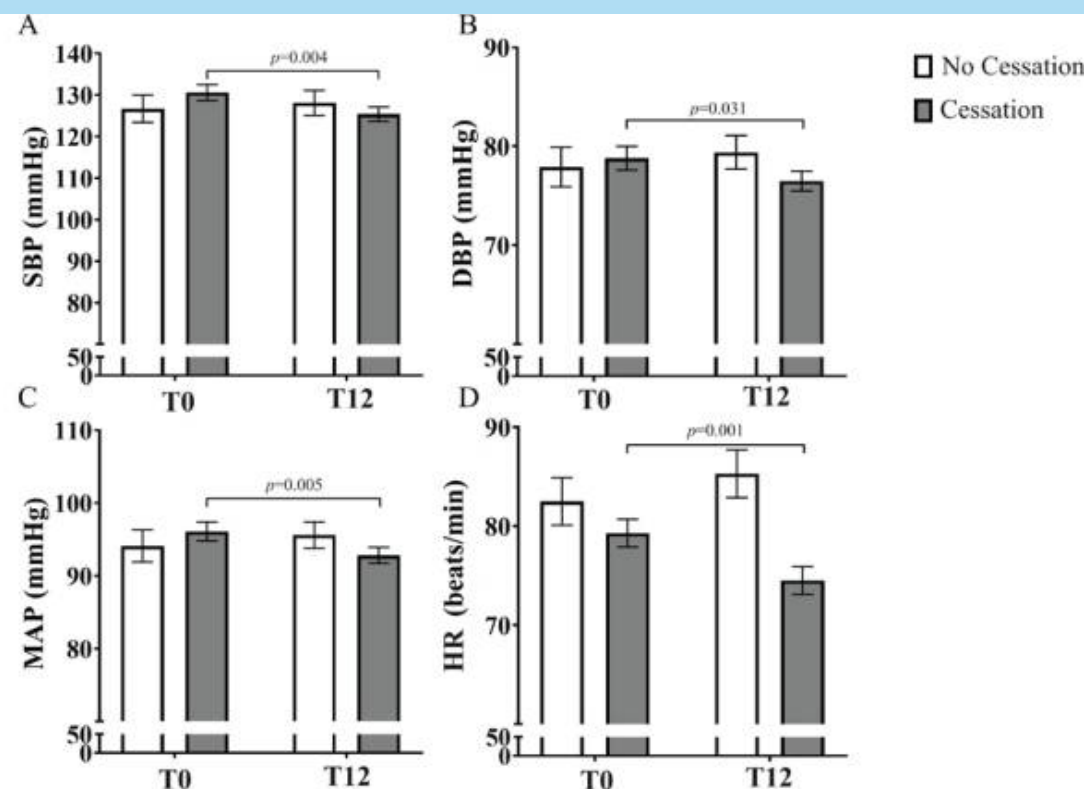 A
SBP (mmHg)
140
130
120
110
100
90
80
50
0
p=0.004
T0
T12
B
DBP (mmHg)
90
80
70
50
0
p=0.031
T0
T12
No Cessation
Cessation
C
MAP (mmHg)
110
100
90
80
50
0
p=0.005
T0
T12
D
HR (beats/min)
90
80
70
50
0
p=0.001
T0
T12